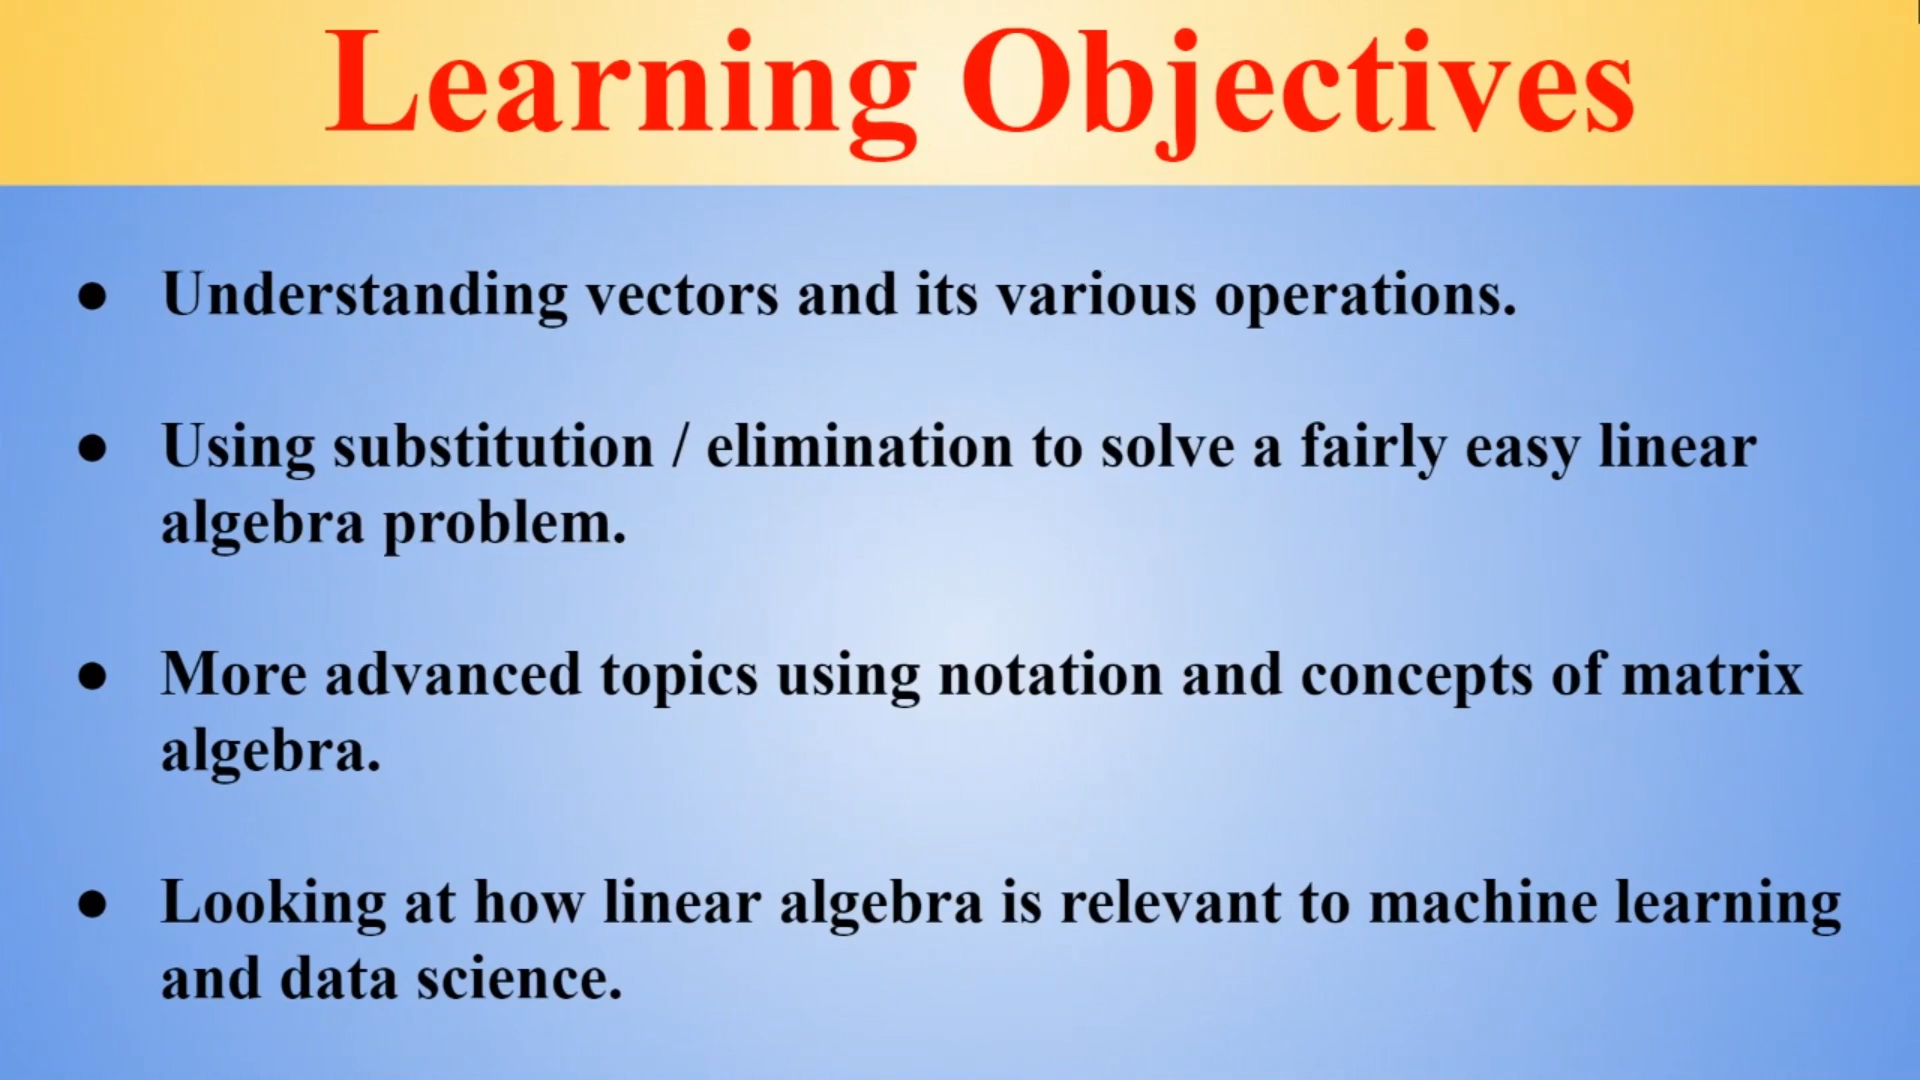 Learning Objectives
● Understanding vectors and its various operations.
● Using substitution / elimination to solve a fairly easy linear
algebra problem.
● More advanced topics using notation and concepts of matrix
algebra.
● Looking at how linear algebra is relevant to machine learning
and data science.